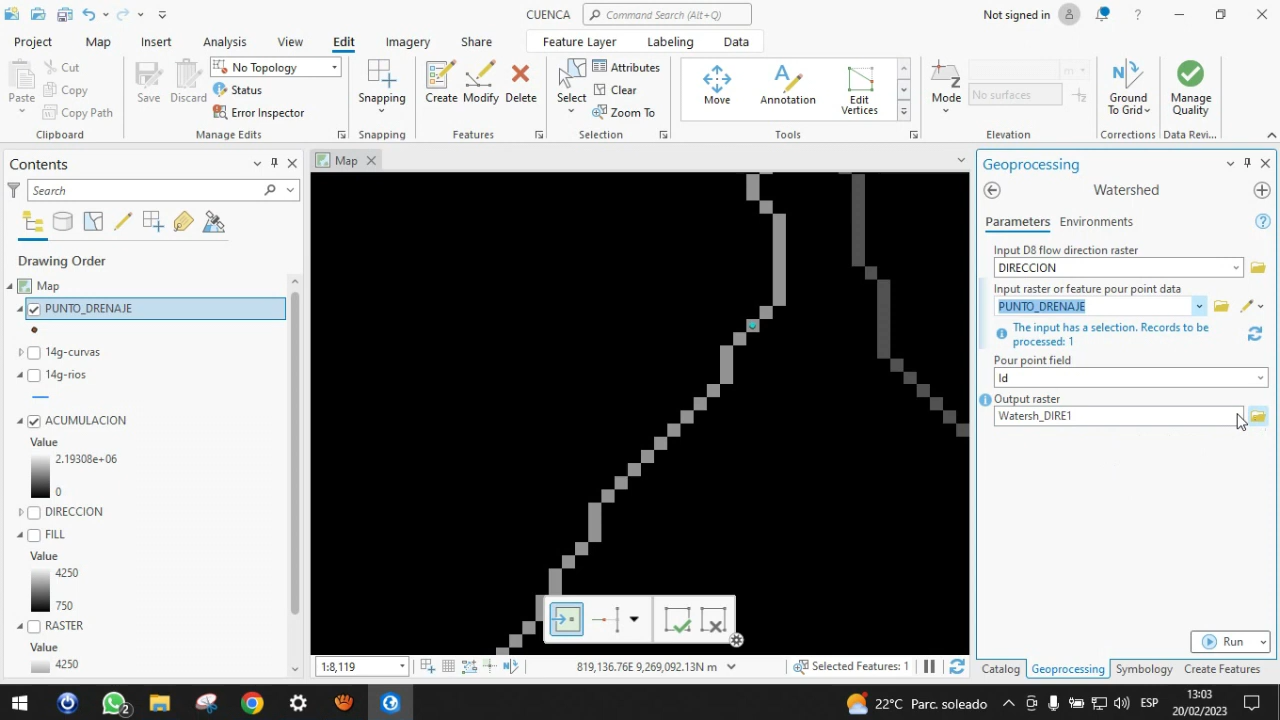 CUENCA
Command Search (Alt+Q)
Not signed in
Project
Map
Insert
Analysis
View
Edit
Imagery
Share
Feature Layer
Labeling
Data
Paste
Cut
Copy
Copy Path
Clipboard
Save
Discard
No Topology
Status
Error Inspector
Manage Edits
Snapping
Snapping
Create
Modify
Delete
Features
Select
Attributes
Clear
Zoom To
Selection
Move
Annotation
Edit
Vertices
Tools
Mode
m
No surfaces
Elevation
Ground
To Grid
Corrections
Manage
Quality
Data Revi...
Contents
Search
Drawing Order
Map
PUNTO_DRENAJE
14g-curvas
14g-rios
ACUMULACION
Value
2.19308e+06
0
DIRECCION
FILL
Value
4250
750
RASTER
Value
4250
Map
1:8,119
819,136.76E 9,269,092.13N m
Selected Features: 1
Geoprocessing
Watershed
Parameters
Environments
Input D8 flow direction raster
DIRECCION
Input raster or feature pour point data
PUNTO_DRENAJE
The input has a selection. Records to
be processed: 1
Pour point field
Id
Output raster
Watersh_DIRE1
Run
Catalog
Geoprocessing
Symbology
Create Features
2
22°C Parc. soleado
ESP
13:03
20/02/2023